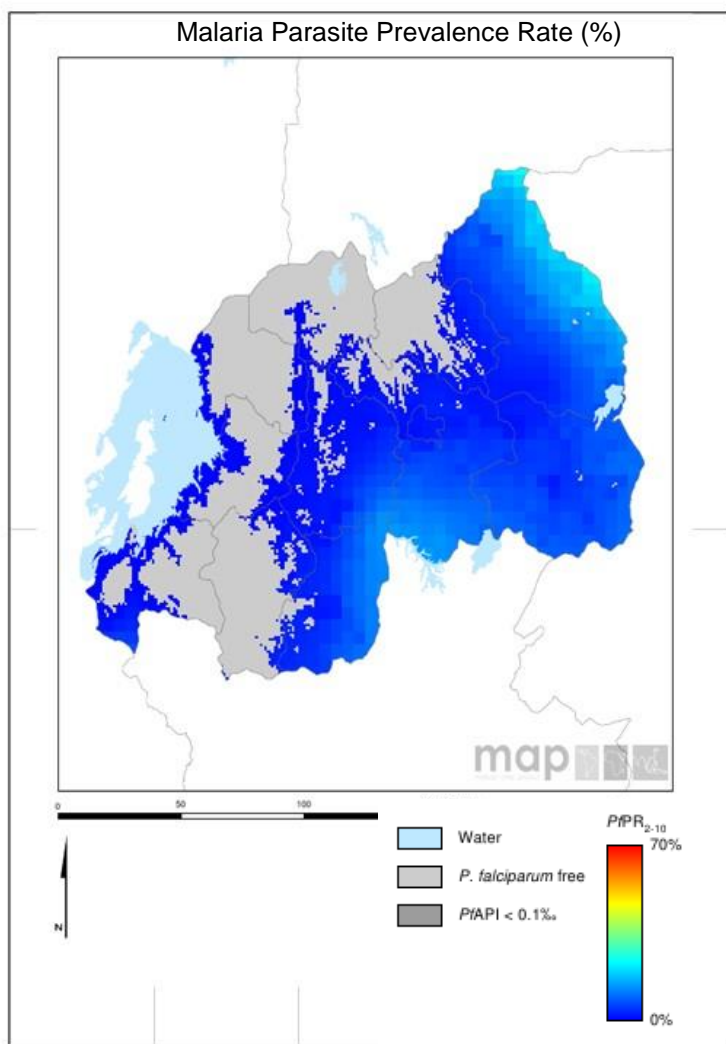 Malaria Parasite Prevalence Rate (%)
map
0 50 100
Water
P. falciparum free
PfAPI < 0.1‰
PfPR2-10
70%
0%
N